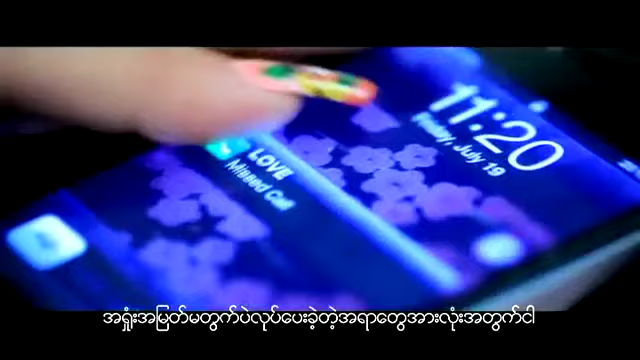 11:20
Friday, July 19
LOVE
Missed Call
အရှုံးအမြတ်မတွက်ပဲလုပ်ပေးခဲ့တဲ့အရာတွေအားလုံးအတွက်ငါ